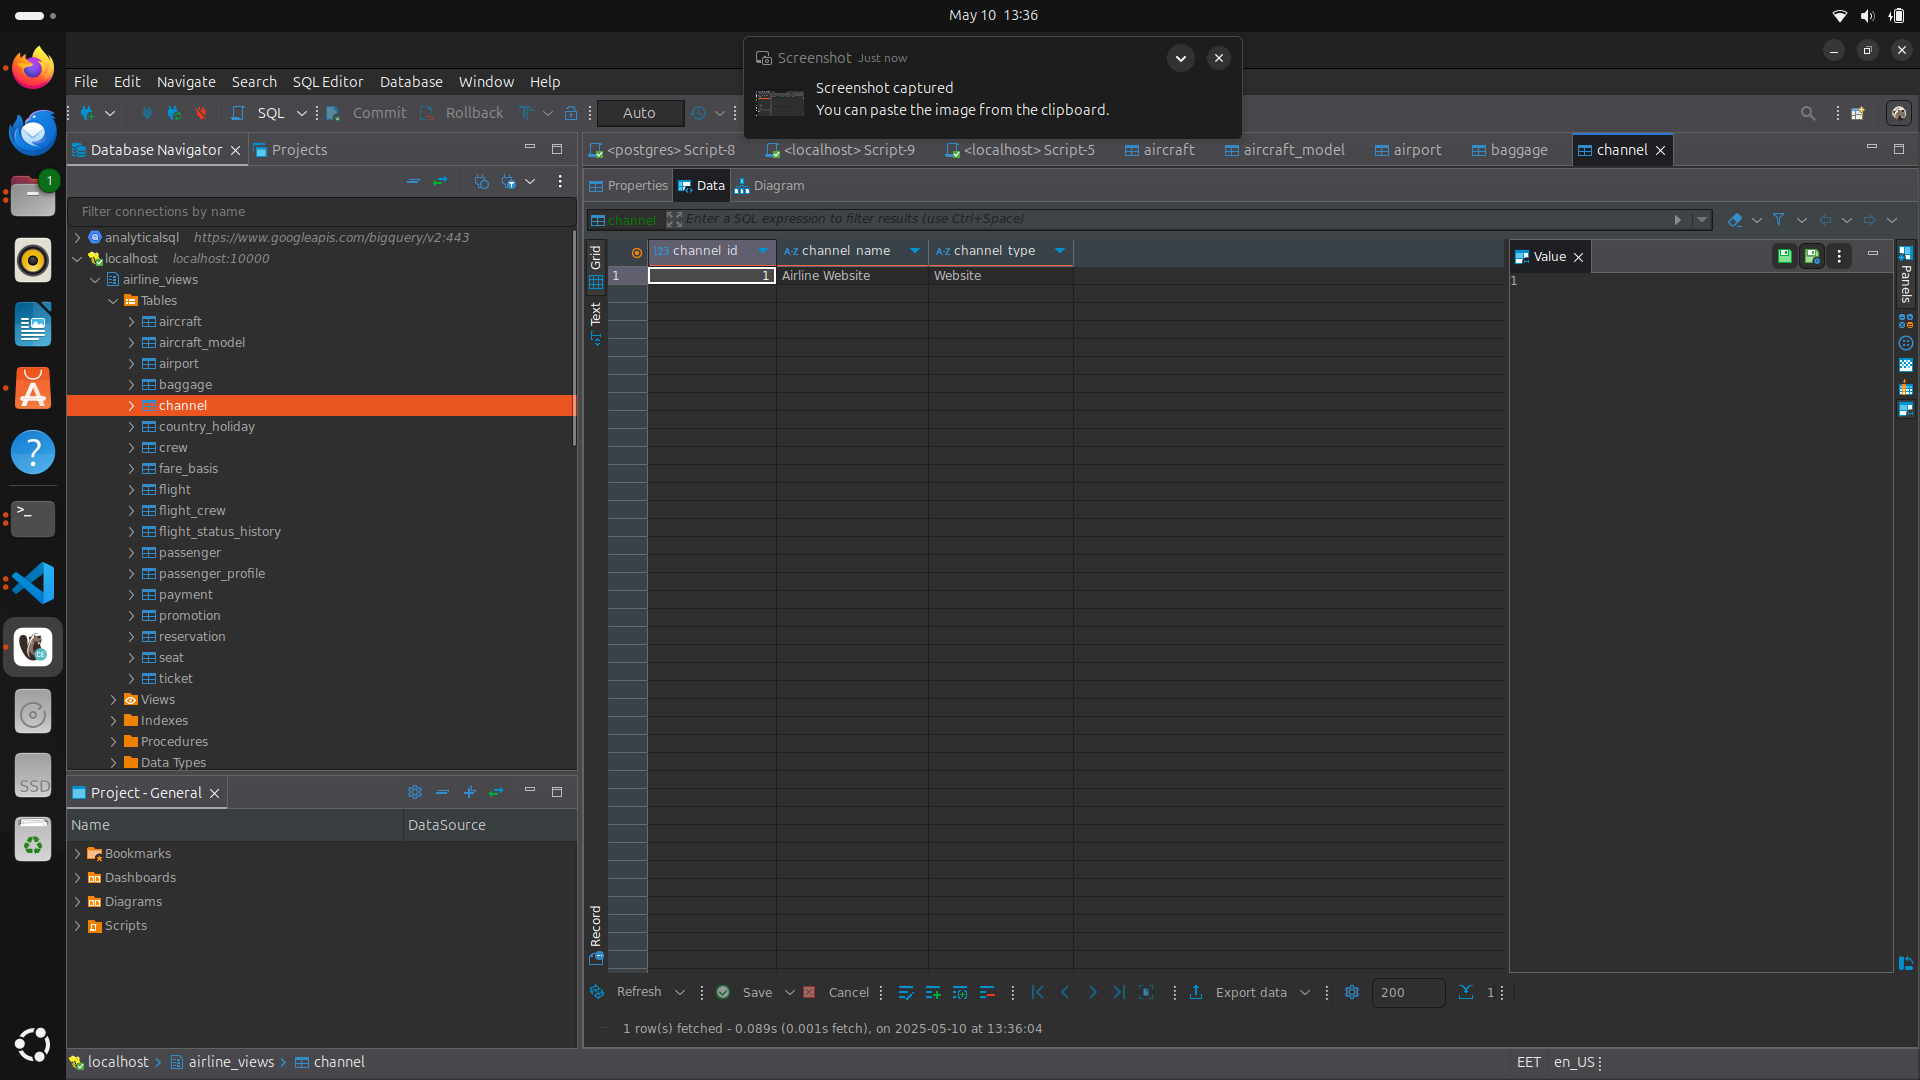 May 10 13:36
Screenshot Just now
Screenshot captured
You can paste the image from the clipboard.
File Edit Navigate Search SQL Editor Database Window Help
SQL Commit Rollback Auto
Database Navigator Projects
Filter connections by name
analyticalsql https://www.googleapis.com/bigquery/v2:443
localhost localhost:10000
airline_views
Tables
aircraft
aircraft_model
airport
baggage
channel
country_holiday
crew
fare_basis
flight
flight_crew
flight_status_history
passenger
passenger_profile
payment
promotion
reservation
seat
ticket
Views
Indexes
Procedures
Data Types
Project - General
Name DataSource
Bookmarks
Dashboards
Diagrams
Scripts
<postgres> Script-8 <localhost> Script-9 <localhost> Script-5 aircraft aircraft_model airport baggage channel
Properties Data Diagram
channel Enter a SQL expression to filter results (use Ctrl+Space)
Grid
Text
Record
123 channel_id A-Z channel_name A-Z channel_type
1 1 Airline Website Website
Value
1
Panels
Refresh Save Cancel Export data 200 1
1 row(s) fetched - 0.089s (0.001s fetch), on 2025-05-10 at 13:36:04
localhost airline_views channel
EET en_US
1
SSD